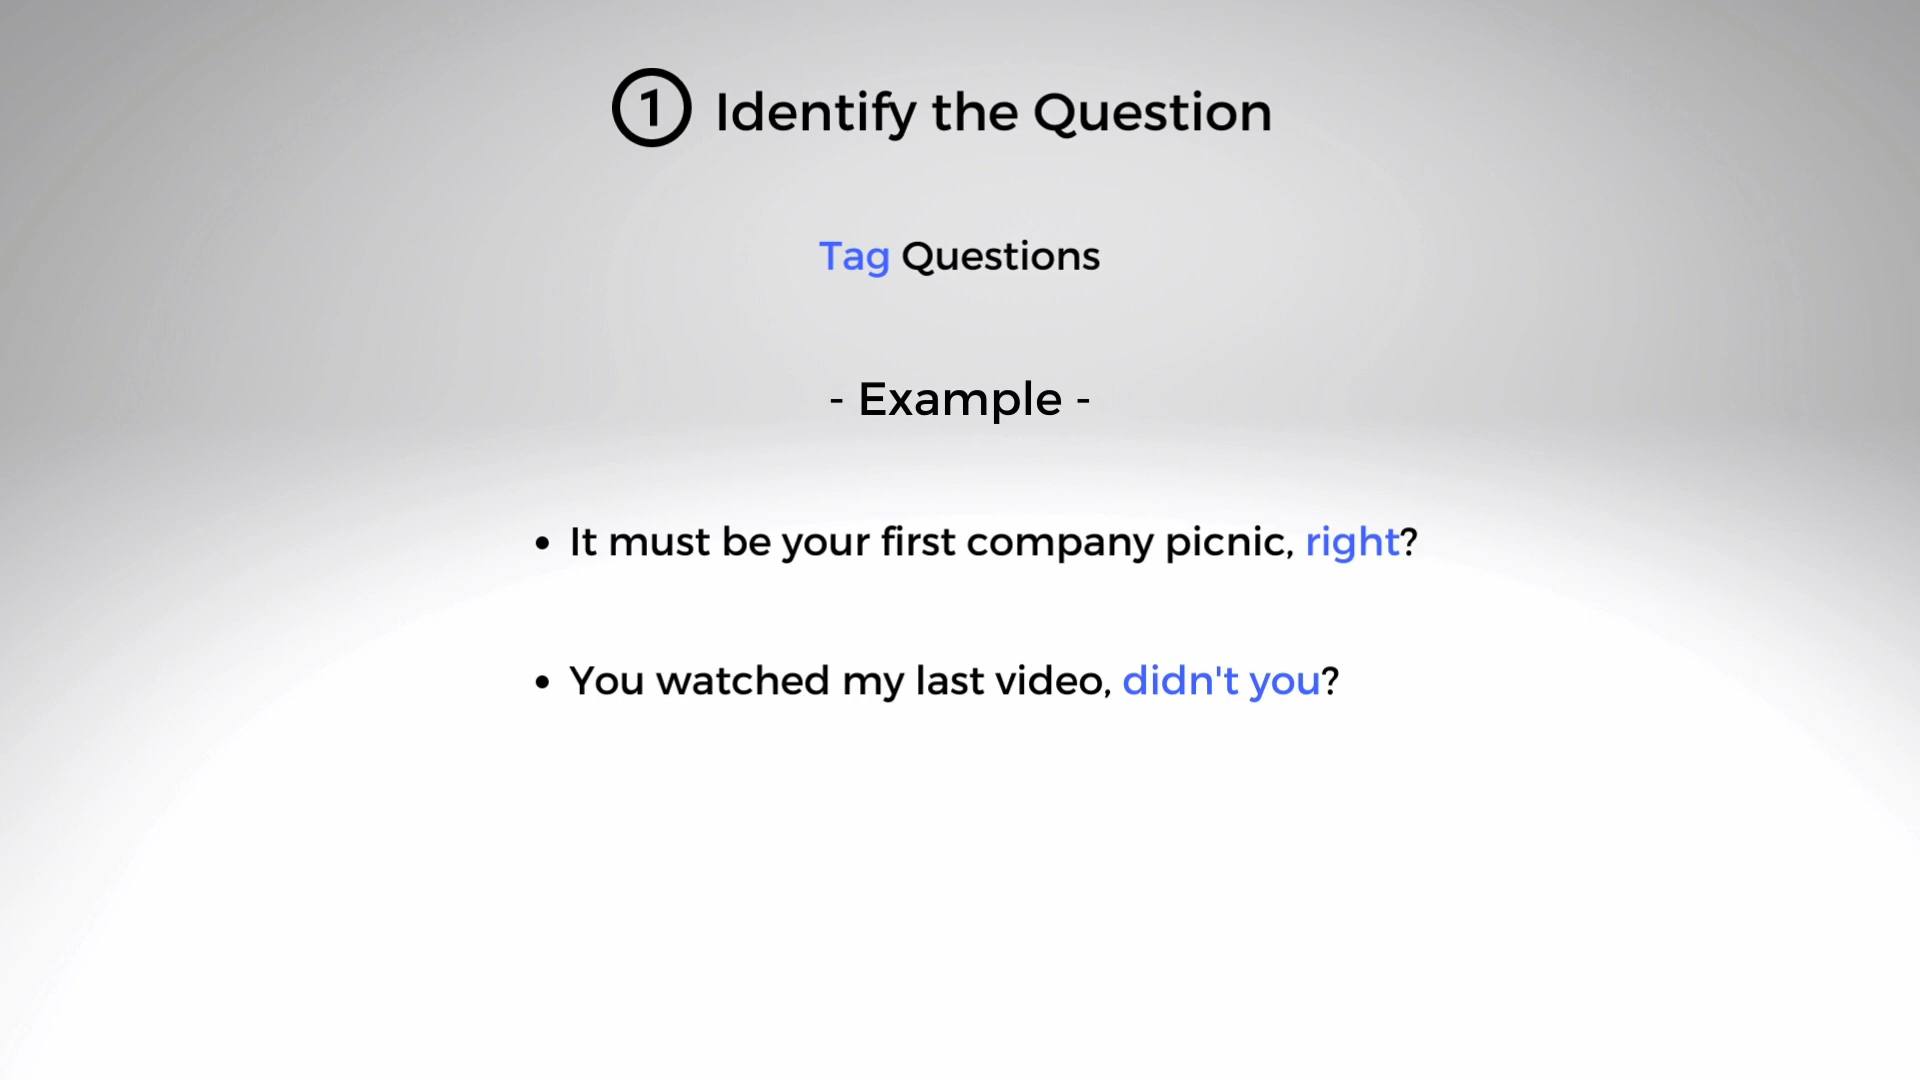 ① Identify the Question
Tag Questions
- Example -
• It must be your first company picnic, right?
• You watched my last video, didn't you?